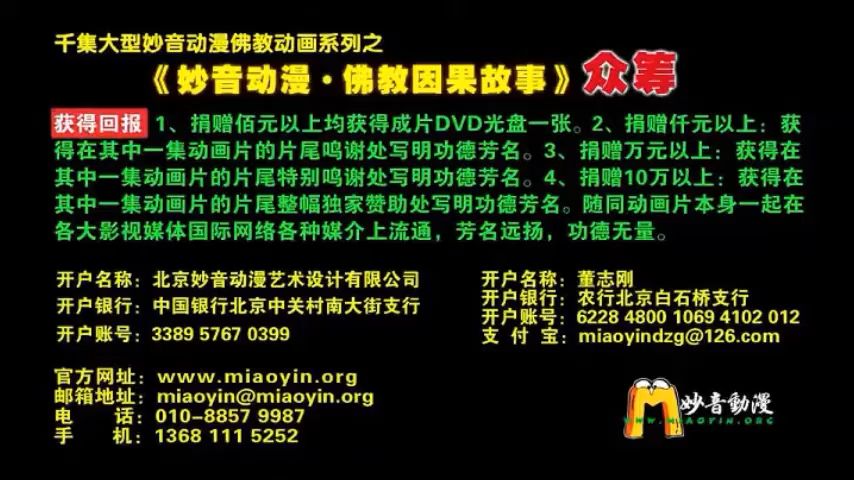 千集大型妙音动漫佛教动画系列之
《妙音动漫·佛教因果故事》众筹
获得回报 1、捐赠佰元以上均获得成片DVD光盘一张。2、捐赠仟元以上：获
得在其中一集动画片的片尾鸣谢处写明功德芳名。3、捐赠万元以上：获得在
其中一集动画片的片尾特别鸣谢处写明功德芳名。4、捐赠10万以上：获得在
其中一集动画片的片尾整幅独家赞助处写明功德芳名。随同动画片本身一起在
各大影视媒体国际网络各种媒介上流通，芳名远扬，功德无量。
开户名称：北京妙音动漫艺术设计有限公司
开户银行：中国银行北京中关村南大街支行
开户账号：3389 5767 0399
开户名称：董志刚
开户银行：农行北京白石桥支行
开户账号：6228 4800 1069 4102 012
支 付 宝：miaoyindzg@126.com
官方网址：www.miaoyin.org
邮箱地址：miaoyin@miaoyin.org
电 话：010-8857 9987
手 机：1368 111 5252
妙音動漫
WWW.MIAOYIN.ORG